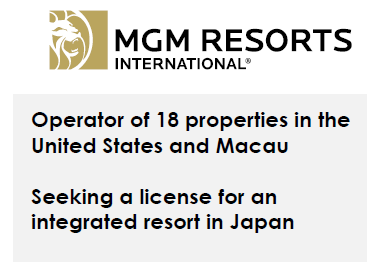 MGM RESORTS
INTERNATIONAL®
Operator of 18 properties in the
United States and Macau
Seeking a license for an
integrated resort in Japan